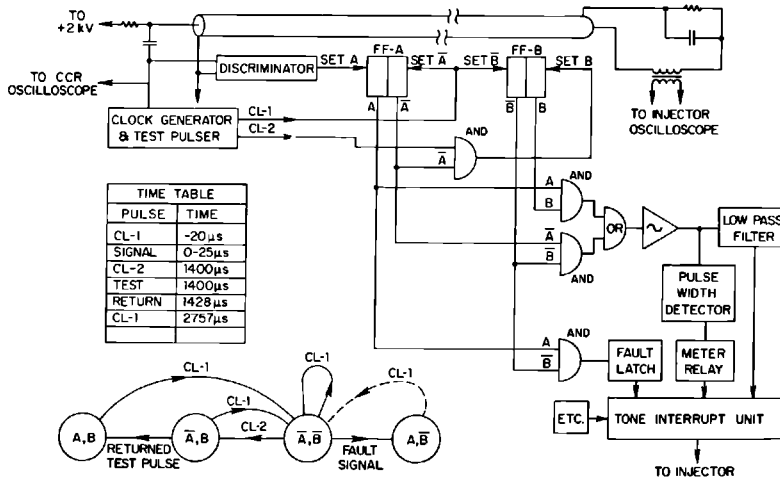 TO
+2 kV
TO CCR
OSCILLOSCOPE
DISCRIMINATOR
SET A
FF-A
SET A̅
SET B̅
FF-B
SET B
A
A̅
B̅
B
CLOCK GENERATOR
& TEST PULSER
CL-1
CL-2
AND
A̅
TO INJECTOR
OSCILLOSCOPE
A
AND
B
OR
A̅
B̅
AND
LOW PASS
FILTER
PULSE
WIDTH
DETECTOR
A
AND
B̅
FAULT
LATCH
METER
RELAY
ETC.
TONE INTERRUPT UNIT
TO INJECTOR
TIME TABLE
PULSE TIME
CL-1 -20μs
SIGNAL 0-25μs
CL-2 1400μs
TEST 1400μs
RETURN 1428μs
CL-1 2757μs
CL-1
CL-1
CL-1
CL-1
A,B
A̅,B
A̅,B̅
A,B̅
CL-2
RETURNED
TEST PULSE
FAULT
SIGNAL